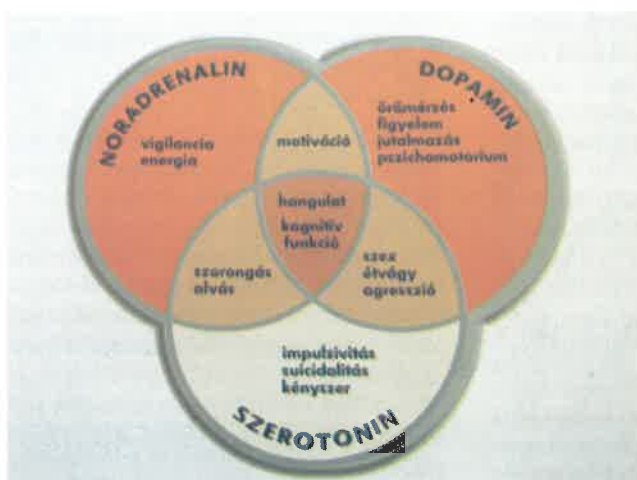 NORADRENALIN
DOPAMIN
vigilancia
energia
motiváció
örömérzés
figyelem
jutalmazás
pszichomotorium
hangulat
kognitív
funkció
szorongás
alvás
szex
étvágy
agresszió
impulzivitás
suicidalitás
kényszer
SZEROTONIN